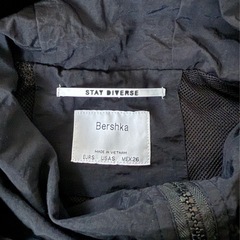 STAY DIVERSE
Bershka
MADE IN VIETNAM
EUR S USA S MEX 26